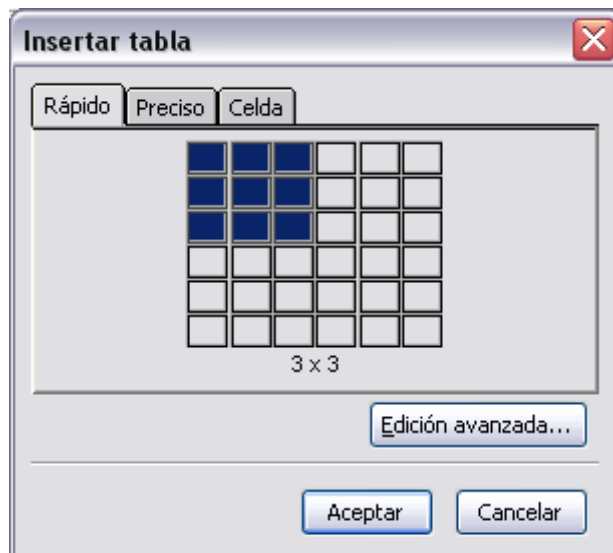 Insertar tabla
Rápido Preciso Celda
3 x 3
Edición avanzada...
Aceptar Cancelar